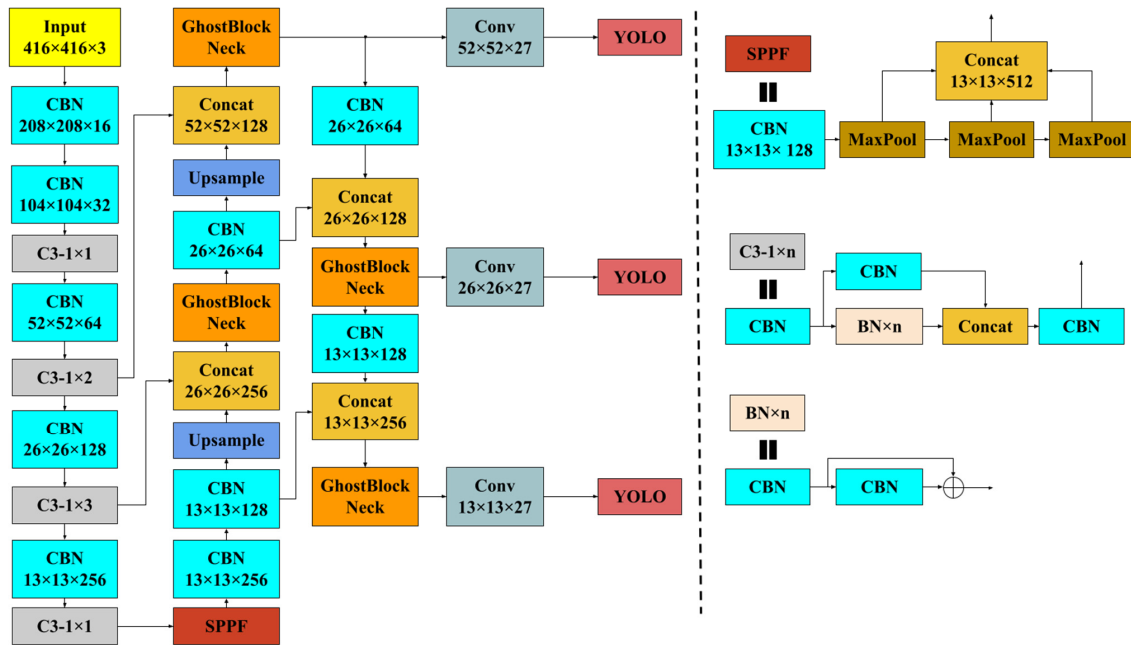 Input
416×416×3
CBN
208×208×16
CBN
104×104×32
C3-1×1
CBN
52×52×64
C3-1×2
CBN
26×26×128
C3-1×3
CBN
13×13×256
C3-1×1
GhostBlock
Neck
Concat
52×52×128
Upsample
CBN
26×26×64
GhostBlock
Neck
Concat
26×26×256
Upsample
CBN
13×13×128
CBN
13×13×256
SPPF
CBN
26×26×64
Concat
26×26×128
GhostBlock
Neck
CBN
13×13×128
Concat
13×13×256
GhostBlock
Neck
Conv
52×52×27
YOLO
Conv
26×26×27
YOLO
Conv
13×13×27
YOLO
SPPF
CBN
13×13× 128
MaxPool
MaxPool
MaxPool
Concat
13×13×512
C3-1×n
CBN
CBN
BN×n
Concat
CBN
BN×n
CBN
CBN